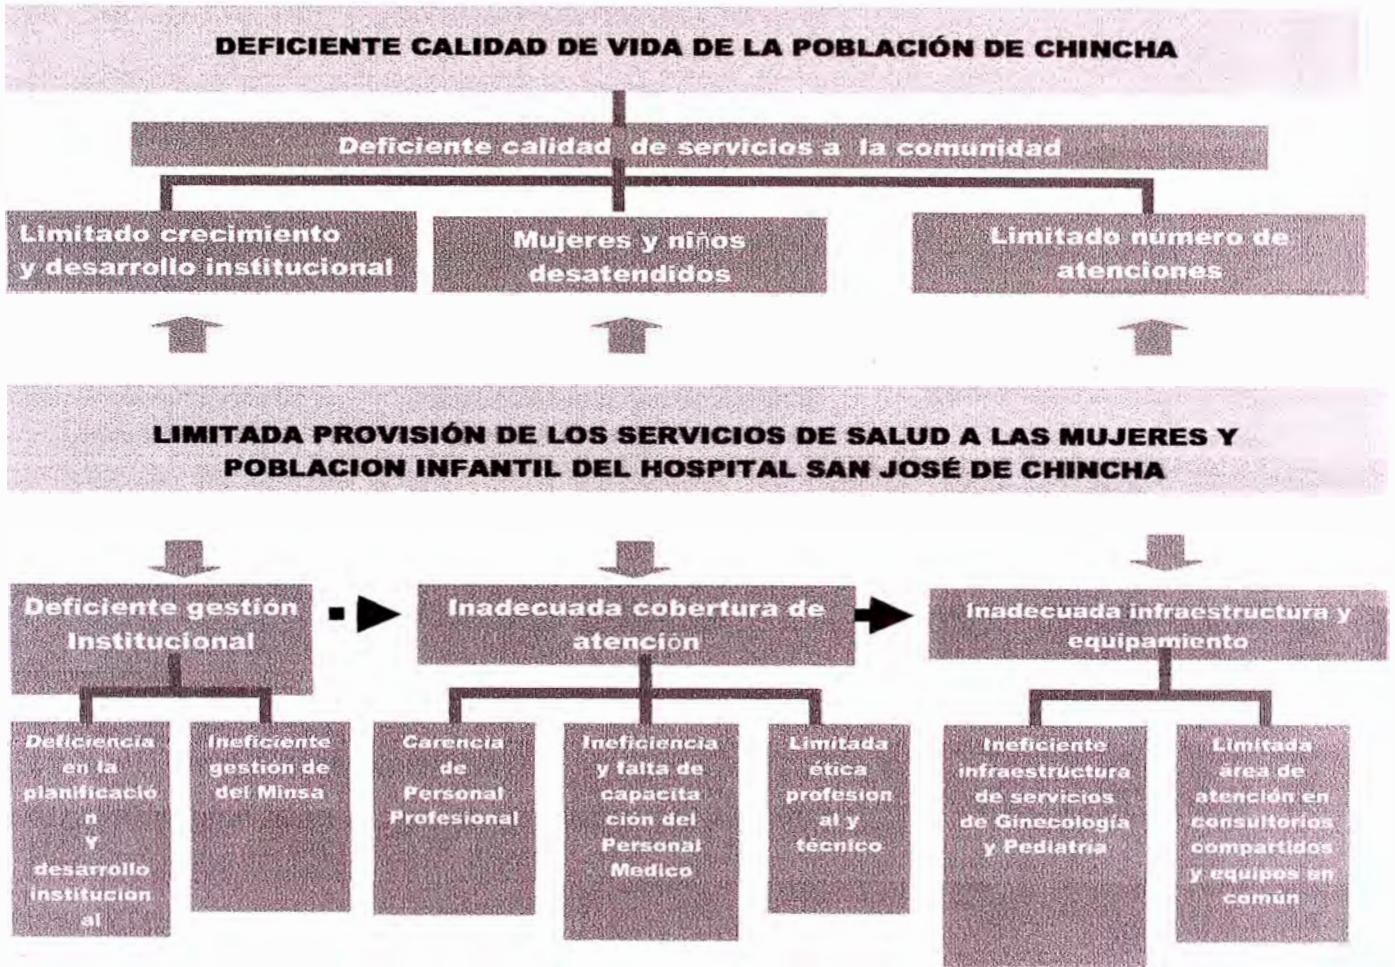 DEFICIENTE CALIDAD DE VIDA DE LA POBLACIÓN DE CHINCHA
Deficiente calidad de servicios a la comunidad
Limitado crecimiento
y desarrollo institucional
Mujeres y niños
desatendidos
Limitado numero de
atenciones
LIMITADA PROVISIÓN DE LOS SERVICIOS DE SALUD A LAS MUJERES Y
POBLACION INFANTIL DEL HOSPITAL SAN JOSÉ DE CHINCHA
Deficiente gestión
Institucional
Inadecuada cobertura de
atención
Inadecuada infraestructura y
equipamiento
Deficiencia
en la
planificació
n
Y
desarrollo
institucion
al
Ineficiente
gestión de
del Minsa
Carencia
de
Personal
Profesional
Ineficiencia
y falta de
capacita
ción del
Personal
Medico
Limitada
ética
profesion
al y
técnico
Ineficiente
infraestructura
de servicios
de Ginecología
y Pediatría
Limitada
área de
atención en
consultorios
compartidos
y equipos en
común